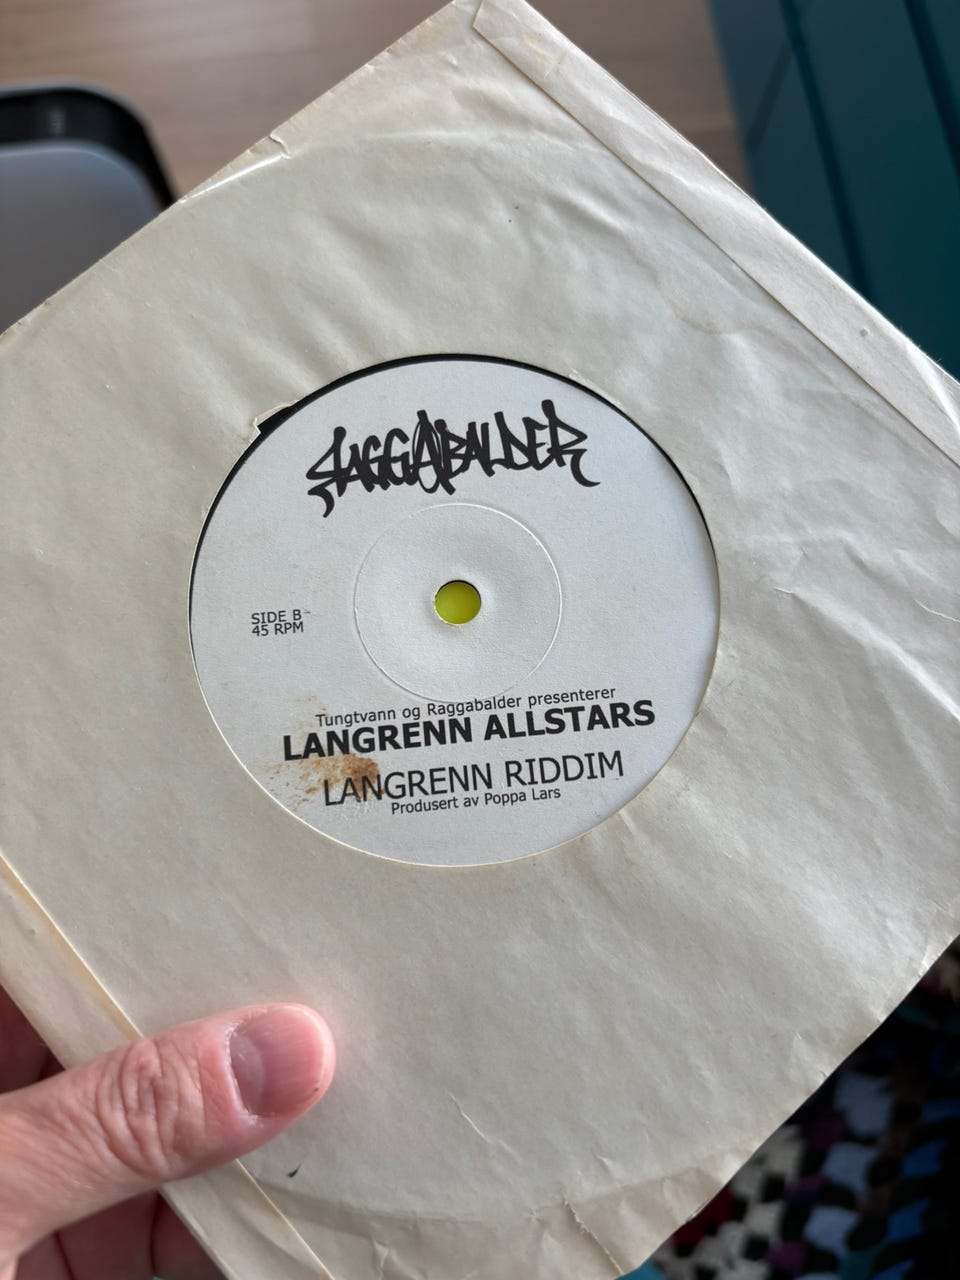 RAGGABALDER
SIDE B
45 RPM
Tungtvann og Raggabalder presenterer
LANGRENN ALLSTARS
LANGRENN RIDDIM
Produsert av Poppa Lars